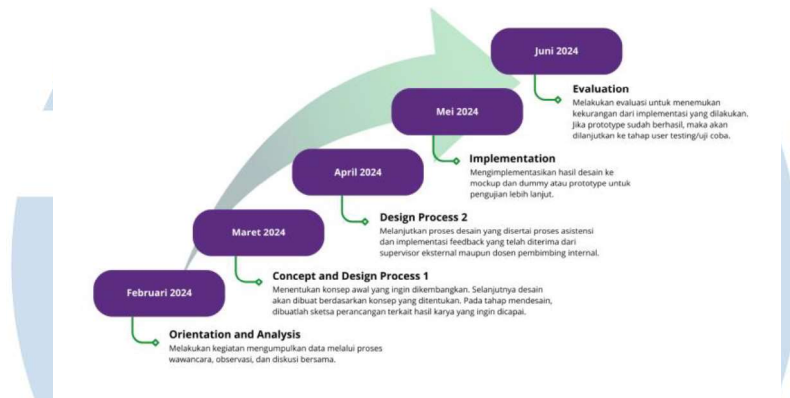 Juni 2024
Evaluation
Melakukan evaluasi untuk menemukan
kekurangan dari implementasi yang dilakukan.
Jika prototype sudah berhasil, maka akan
dilanjutkan ke tahap user testing/uji coba.
Mei 2024
Implementation
Mengimplementasikan hasil desain ke
mockup dan dummy atau prototype untuk
pengujian lebih lanjut.
April 2024
Design Process 2
Melanjutkan proses desain yang disertai proses asistensi
dan implementasi feedback yang telah diterima dari
supervisor eksternal maupun dosen pembimbing internal.
Maret 2024
Concept and Design Process 1
Menentukan konsep awal yang ingin dikembangkan. Selanjutnya desain
akan dibuat berdasarkan konsep yang ditentukan. Pada tahap mendesain,
dibuatlah sketsa perancangan terkait hasil karya yang ingin dicapai.
Februari 2024
Orientation and Analysis
Melakukan kegiatan mengumpulkan data melalui proses
wawancara, observasi, dan diskusi bersama.